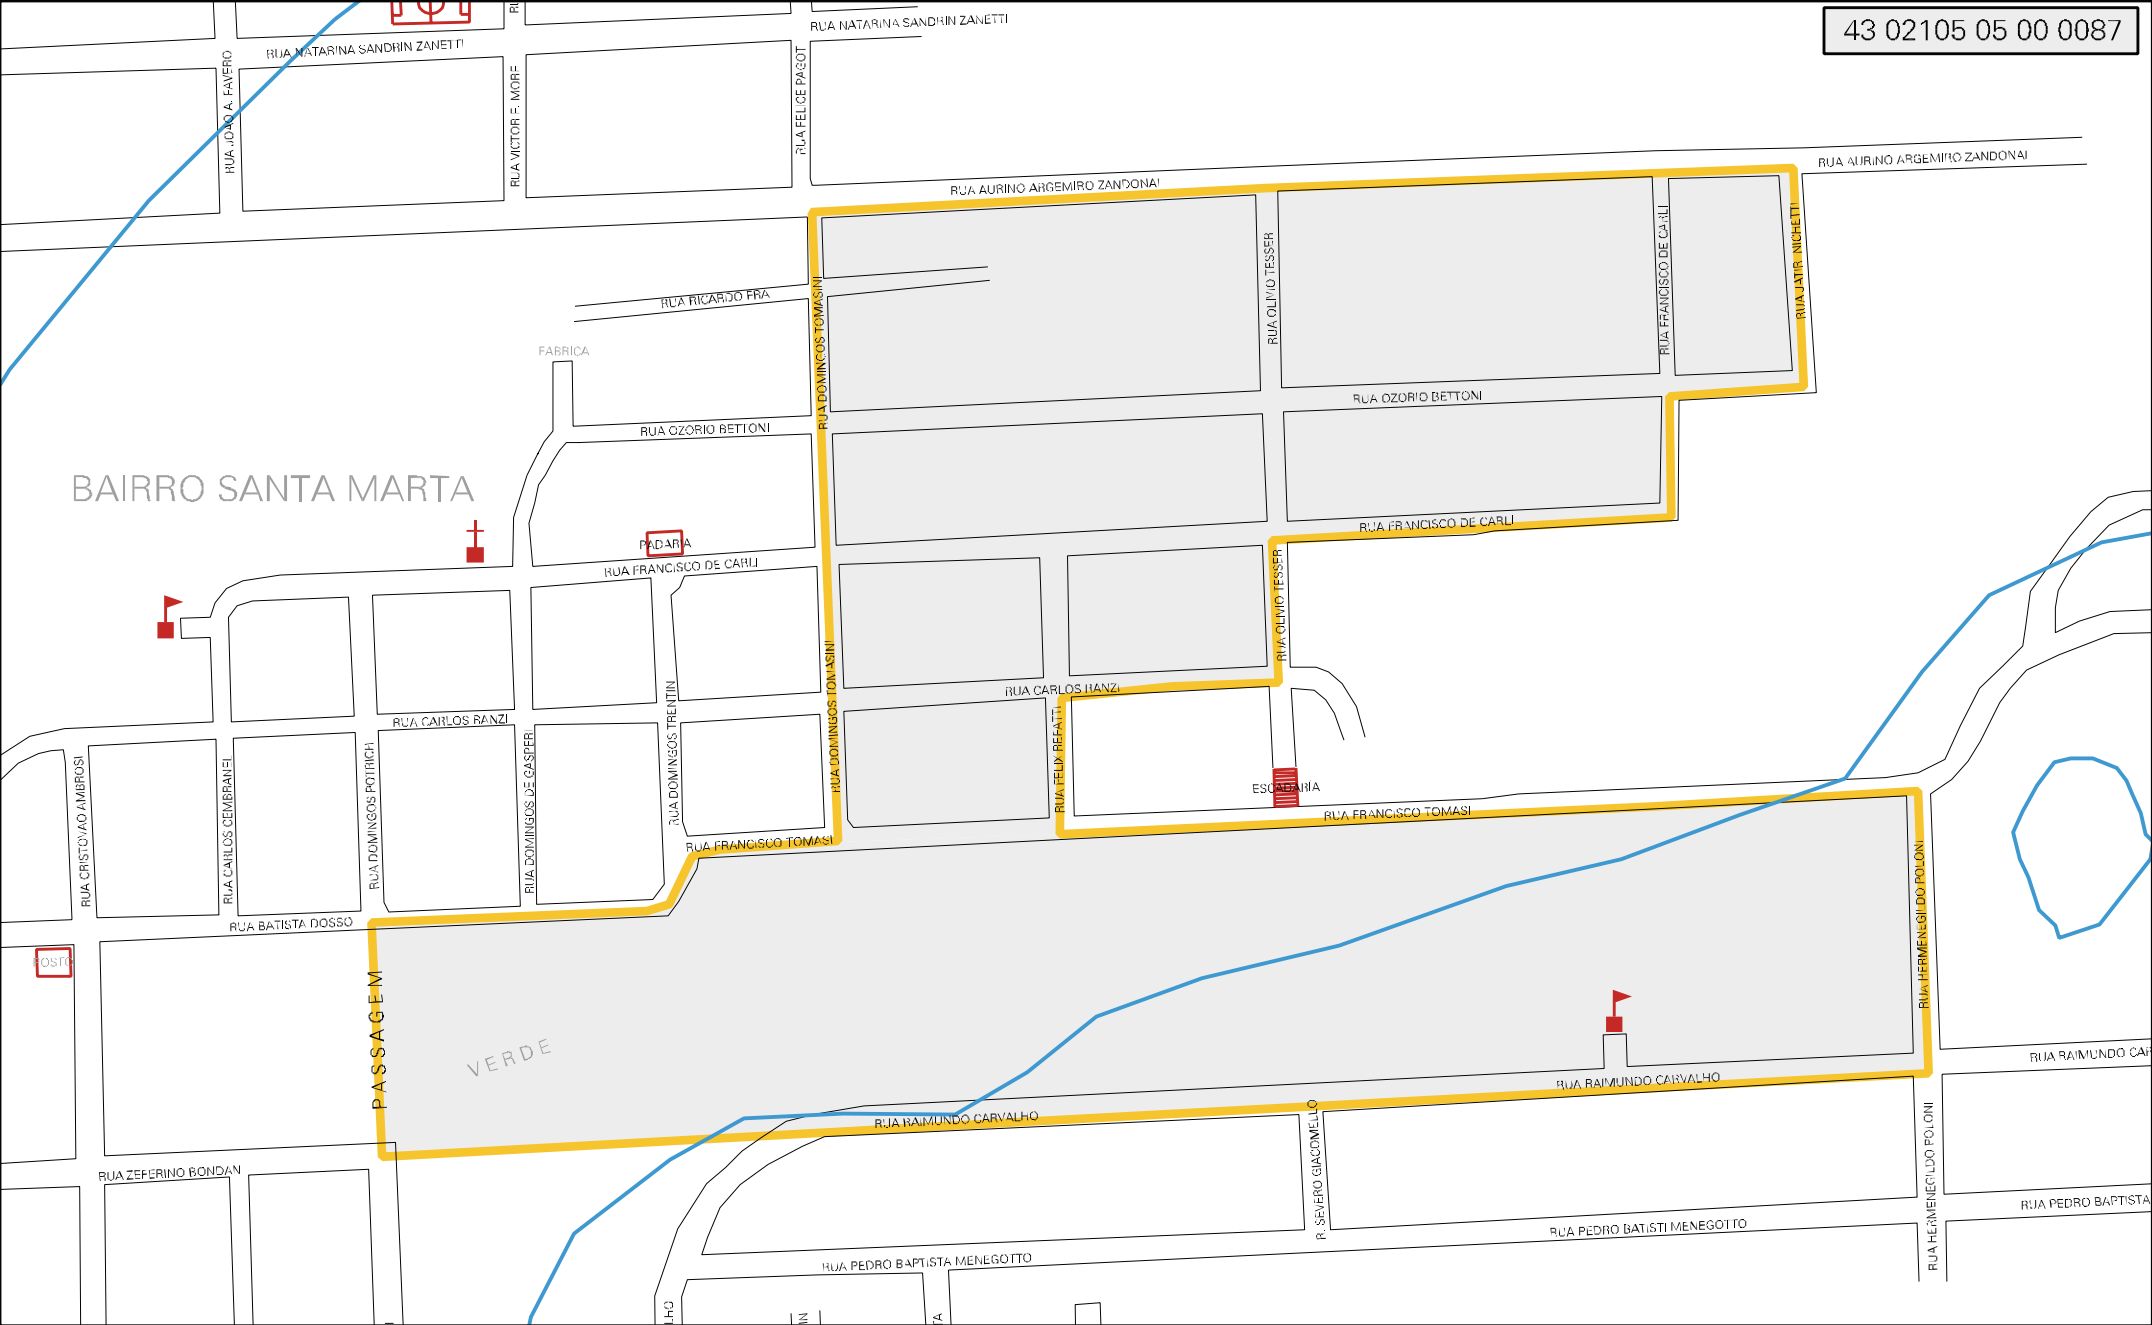 43 02105 05 00 0087
RUA NATARINA SANDRIN ZANETTI
RUA NATARINA SANDRIN ZANETTI
RUA JOAO A. FAVERO
RUA VICTOR F. MORE
RUA FELICE PAGOT
RUA AURINO ARGEMIRO ZANDONAI
RUA AURINO ARGEMIRO ZANDONAI
RUA JATIR NICHETTI
RUA FRANCISCO DE CARLI
RUA OLIVIO TESSER
RUA RICARDO FRA
RUA DOMINGOS TOMASINI
FABRICA
RUA OZORIO BETTONI
RUA OZORIO BETTONI
BAIRRO SANTA MARTA
PADARIA
RUA FRANCISCO DE CARLI
RUA FRANCISCO DE CARLI
RUA OLIVIO TESSER
RUA CARLOS RANZI
RUA CARLOS RANZI
RUA DOMINGOS TRENTIN
RUA DOMINGOS TOMASINI
RUA FELIX REFATTI
RUA CRISTOVAO AMBROSI
RUA CARLOS CEMBRANEL
RUA DOMINGOS POTRICH
RUA DOMINGOS DE GASPERI
ESCADARIA
RUA FRANCISCO TOMASI
RUA FRANCISCO TOMASI
RUA BATISTA DOSSO
POSTO
PASSAGEM
VERDE
RUA HERMENEGILDO POLONI
RUA RAIMUNDO CAR
RUA RAIMUNDO CARVALHO
RUA RAIMUNDO CARVALHO
R. SEVERO GIACOMELLO
RUA HERMENEGILDO POLONI
RUA ZEFERINO BONDAN
RUA PEDRO BAPTISTA
RUA PEDRO BATISTI MENEGOTTO
RUA PEDRO BAPTISTA MENEGOTTO
LHO
IN
TA